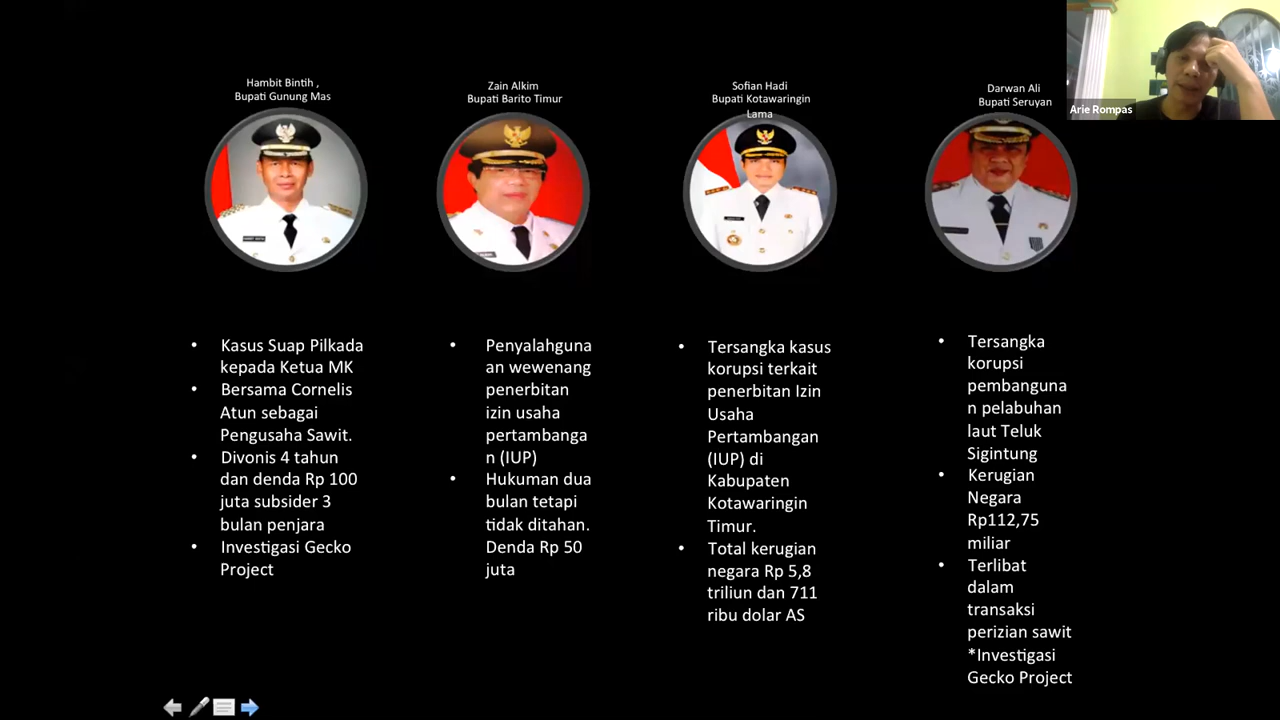 Hambit Bintih ,
Bupati Gunung Mas
Zain Alkim
Bupati Barito Timur
Sofian Hadi
Bupati Kotawaringin
Lama
Darwan Ali
Bupati Seruyan
Arie Rompas
• Kasus Suap Pilkada
kepada Ketua MK
• Bersama Cornelis
Atun sebagai
Pengusaha Sawit.
• Divonis 4 tahun
dan denda Rp 100
juta subsider 3
bulan penjara
• Investigasi Gecko
Project
• Penyalahguna
an wewenang
penerbitan
izin usaha
pertambanga
n (IUP)
• Hukuman dua
bulan tetapi
tidak ditahan.
Denda Rp 50
juta
• Tersangka kasus
korupsi terkait
penerbitan Izin
Usaha
Pertambangan
(IUP) di
Kabupaten
Kotawaringin
Timur.
• Total kerugian
negara Rp 5,8
triliun dan 711
ribu dolar AS
• Tersangka
korupsi
pembanguna
n pelabuhan
laut Teluk
Sigintung
• Kerugian
Negara
Rp112,75
miliar
• Terlibat
dalam
transaksi
perizian sawit
*Investigasi
Gecko Project